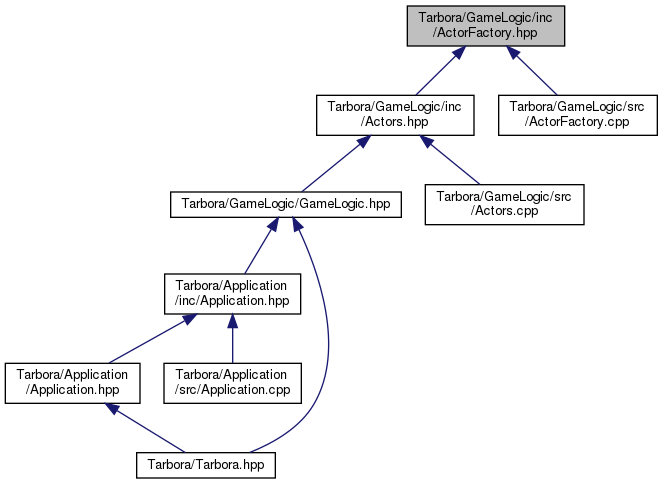 Tarbora/GameLogic/inc
/ActorFactory.hpp
Tarbora/GameLogic/inc
/Actors.hpp
Tarbora/GameLogic/src
/ActorFactory.cpp
Tarbora/GameLogic/GameLogic.hpp
Tarbora/GameLogic/src
/Actors.cpp
Tarbora/Application
/inc/Application.hpp
Tarbora/Application
/Application.hpp
Tarbora/Application
/src/Application.cpp
Tarbora/Tarbora.hpp